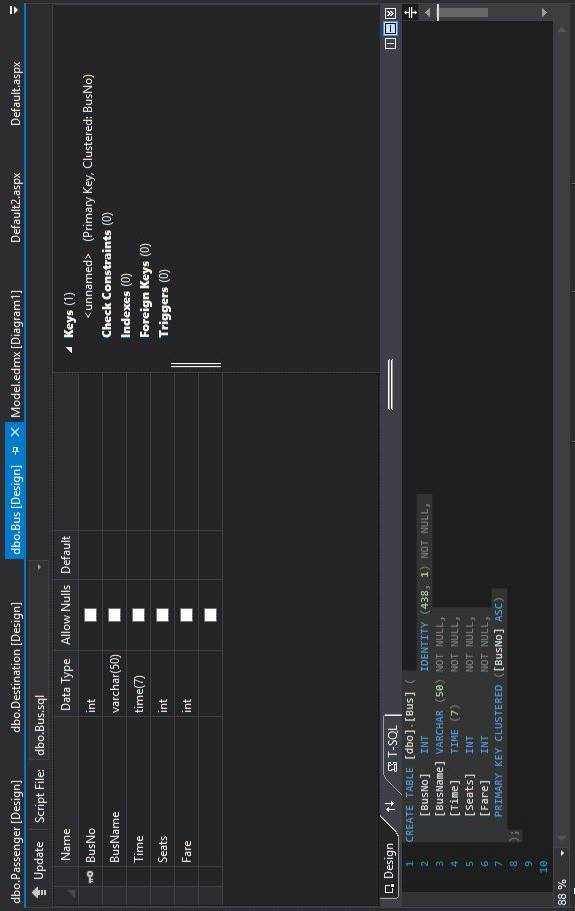 dbo.Passenger [Design] dbo.Destination [Design] dbo.Bus [Design] Model.edmx [Diagram1] Default2.aspx Default.aspx
Update Script File: dbo.Bus.sql
Name Data Type Allow Nulls Default
BusNo int
BusName varchar(50)
Time time(7)
Seats int
Fare int
Keys (1)
<unnamed> (Primary Key, Clustered: BusNo)
Check Constraints (0)
Indexes (0)
Foreign Keys (0)
Triggers (0)
Design T-SQL
1 CREATE TABLE [dbo].[Bus] (
2 [BusNo] INT IDENTITY (438, 1) NOT NULL,
3 [BusName] VARCHAR (50) NOT NULL,
4 [Time] TIME (7) NOT NULL,
5 [Seats] INT NOT NULL,
6 [Fare] INT NOT NULL,
7 PRIMARY KEY CLUSTERED ([BusNo] ASC)
8 );
9
10
88 %